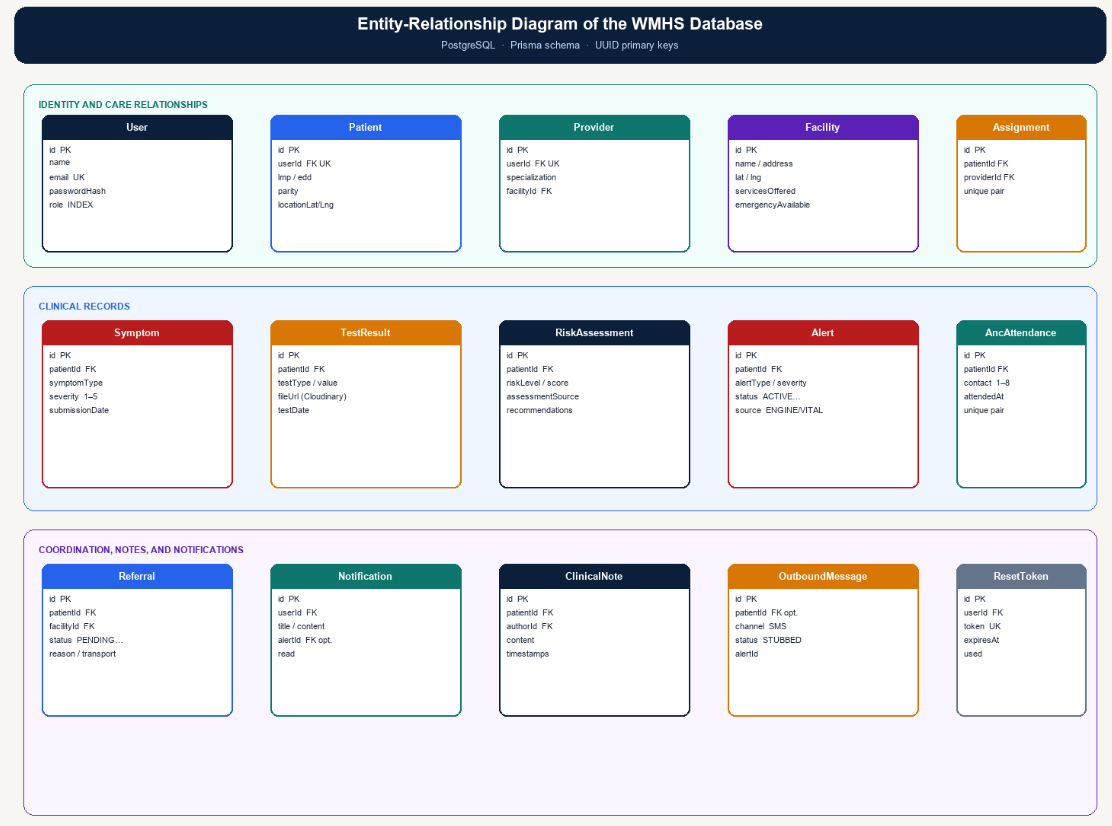 Entity-Relationship Diagram of the WMHS Database
PostgreSQL · Prisma schema · UUID primary keys
IDENTITY AND CARE RELATIONSHIPS
User
id PK
name
email UK
passwordHash
role INDEX
Patient
id PK
userId FK UK
lmp / edd
parity
locationLat/Lng
Provider
id PK
userId FK UK
specialization
facilityId FK
Facility
id PK
name / address
lat / lng
servicesOffered
emergencyAvailable
Assignment
id PK
patientId FK
providerId FK
unique pair
CLINICAL RECORDS
Symptom
id PK
patientId FK
symptomType
severity 1–5
submissionDate
TestResult
id PK
patientId FK
testType / value
fileUrl (Cloudinary)
testDate
RiskAssessment
id PK
patientId FK
riskLevel / score
assessmentSource
recommendations
Alert
id PK
patientId FK
alertType / severity
status ACTIVE…
source ENGINE/VITAL
AncAttendance
id PK
patientId FK
contact 1–8
attendedAt
unique pair
COORDINATION, NOTES, AND NOTIFICATIONS
Referral
id PK
patientId FK
facilityId FK
status PENDING…
reason / transport
Notification
id PK
userId FK
title / content
alertId FK opt.
read
ClinicalNote
id PK
patientId FK
authorId FK
content
timestamps
OutboundMessage
id PK
patientId FK opt.
channel SMS
status STUBBED
alertId
ResetToken
id PK
userId FK
token UK
expiresAt
used